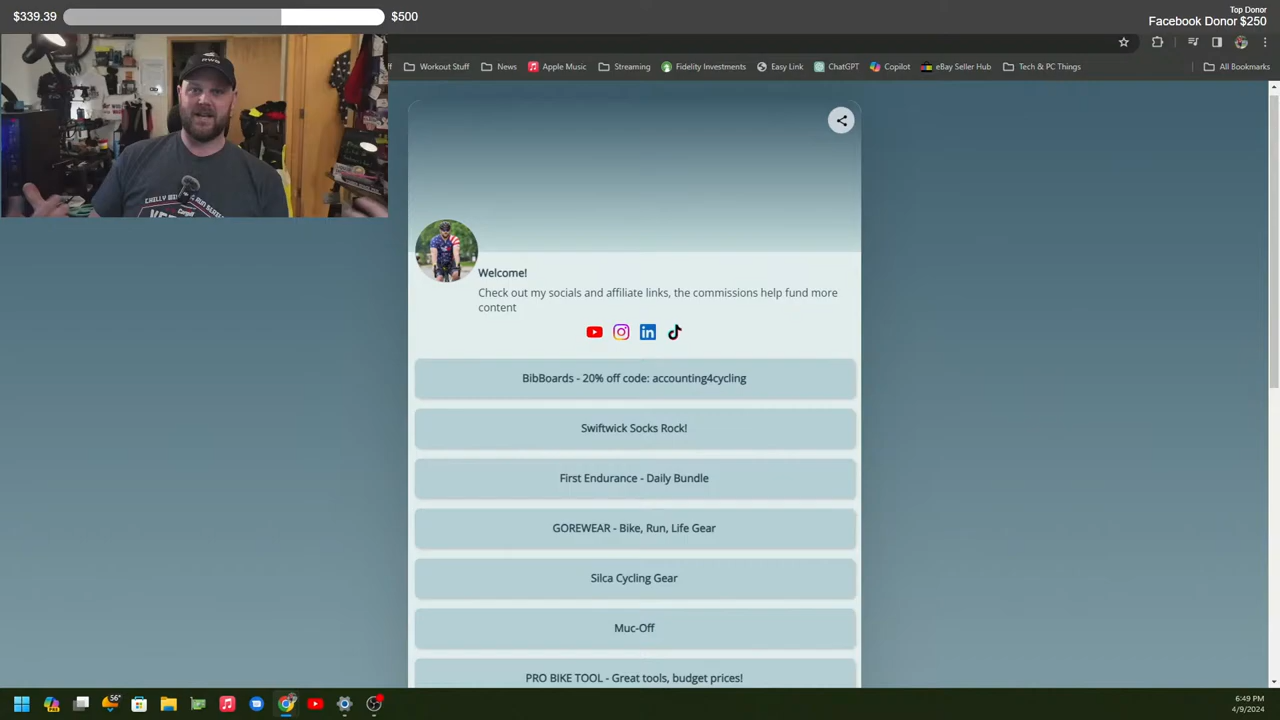 $339.39
$500
Top Donor
Facebook Donor $250
Workout Stuff
News
Apple Music
Streaming
Fidelity Investments
Easy Link
ChatGPT
Copilot
eBay Seller Hub
Tech & PC Things
All Bookmarks
RWB
Welcome!
Check out my socials and affiliate links, the commissions help fund more
content
BibBoards - 20% off code: accounting4cycling
Swiftwick Socks Rock!
First Endurance - Daily Bundle
GOREWEAR - Bike, Run, Life Gear
Silca Cycling Gear
Muc-Off
PRO BIKE TOOL - Great tools, budget prices!
56°
6:49 PM
4/9/2024